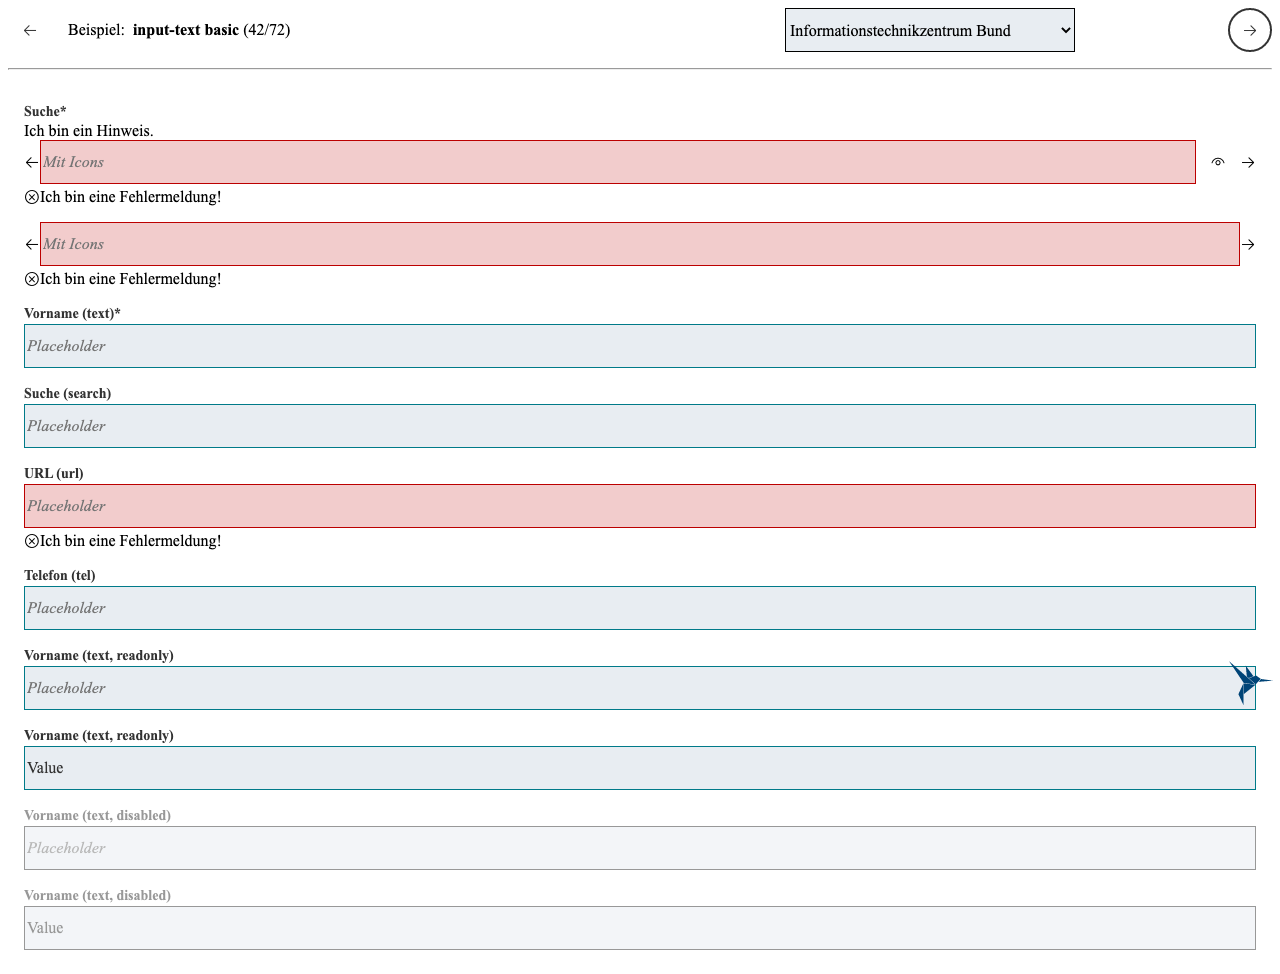 Beispiel: input-text basic (42/72)
Informationstechnikzentrum Bund
Suche*
Ich bin ein Hinweis.
Mit Icons
Ich bin eine Fehlermeldung!
Mit Icons
Ich bin eine Fehlermeldung!
Vorname (text)*
Placeholder
Suche (search)
Placeholder
URL (url)
Placeholder
Ich bin eine Fehlermeldung!
Telefon (tel)
Placeholder
Vorname (text, readonly)
Placeholder
Vorname (text, readonly)
Value
Vorname (text, disabled)
Placeholder
Vorname (text, disabled)
Value